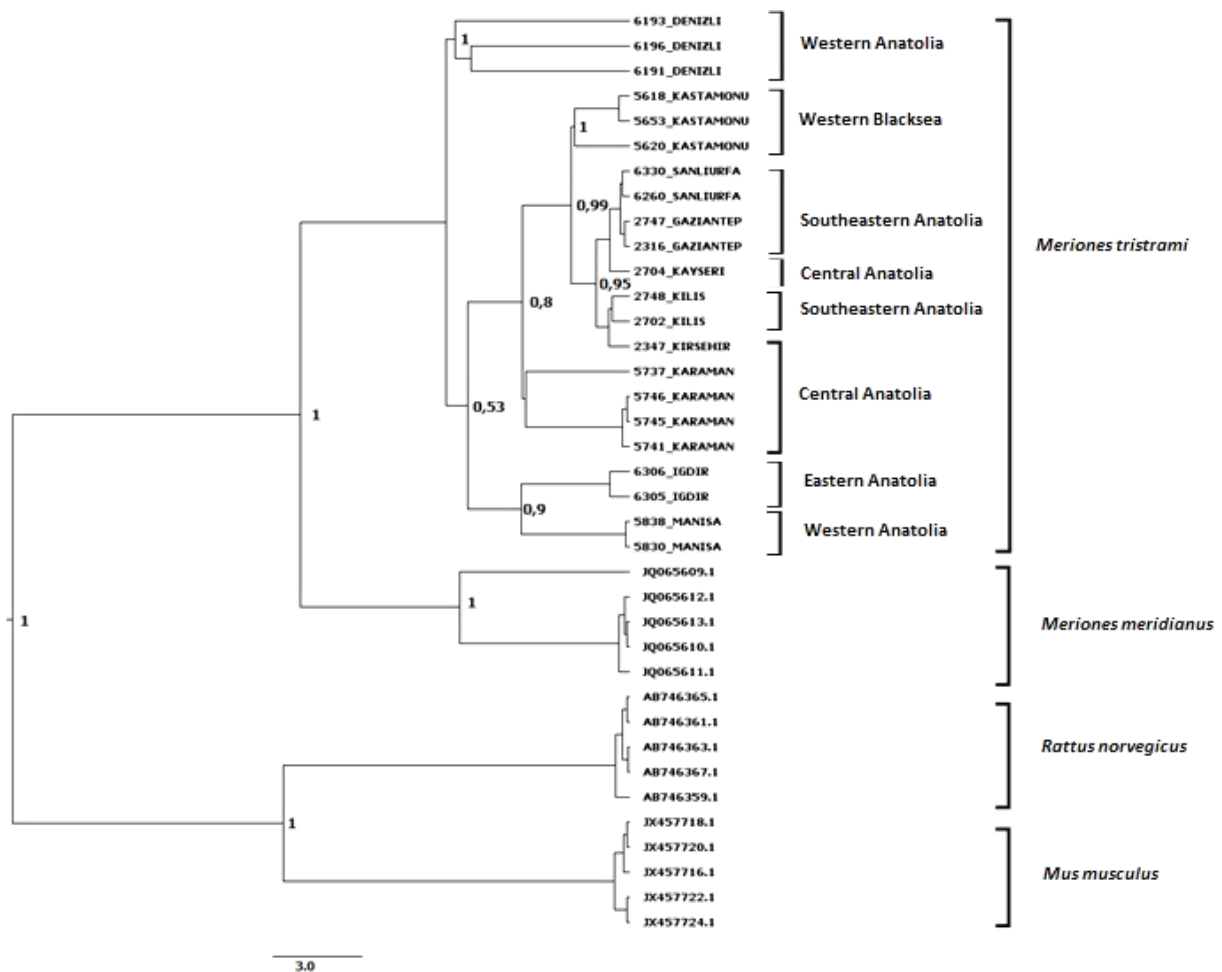 6193_DENIZLI
6196_DENIZLI
6191_DENIZLI
1
Western Anatolia
5618_KASTAMONU
5653_KASTAMONU
5620_KASTAMONU
1
Western Blacksea
6330_SANLIURFA
6260_SANLIURFA
2747_GAZIANTEP
2316_GAZIANTEP
0,99
Southeastern Anatolia
2704_KAYSERI
Central Anatolia
0,95
2748_KILIS
2702_KILIS
Southeastern Anatolia
0,8
2347_KIRSEHIR
5737_KARAMAN
5746_KARAMAN
5745_KARAMAN
5741_KARAMAN
Central Anatolia
0,53
6306_IGDIR
6305_IGDIR
Eastern Anatolia
0,9
5838_MANISA
5830_MANISA
Western Anatolia
Meriones tristrami
1
JQ065609.1
JQ065612.1
JQ065613.1
JQ065610.1
JQ065611.1
1
Meriones meridianus
1
AB746365.1
AB746361.1
AB746363.1
AB746367.1
AB746359.1
Rattus norvegicus
1
JX457718.1
JX457720.1
JX457716.1
JX457722.1
JX457724.1
Mus musculus
3.0